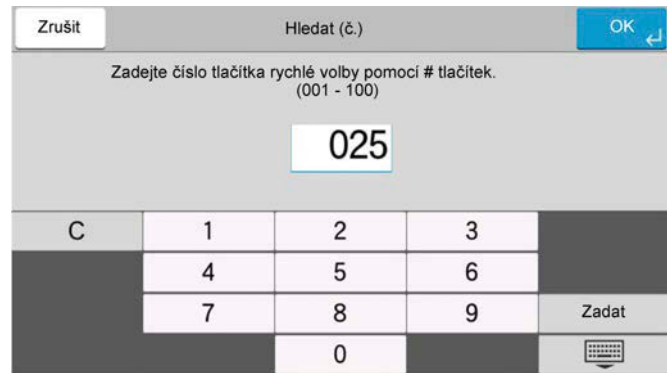 Zrušit
Hledat (č.)
OK
Zadejte číslo tlačítka rychlé volby pomocí # tlačítek.
(001 - 100)
025
C 1 2 3
4 5 6
7 8 9 Zadat
0